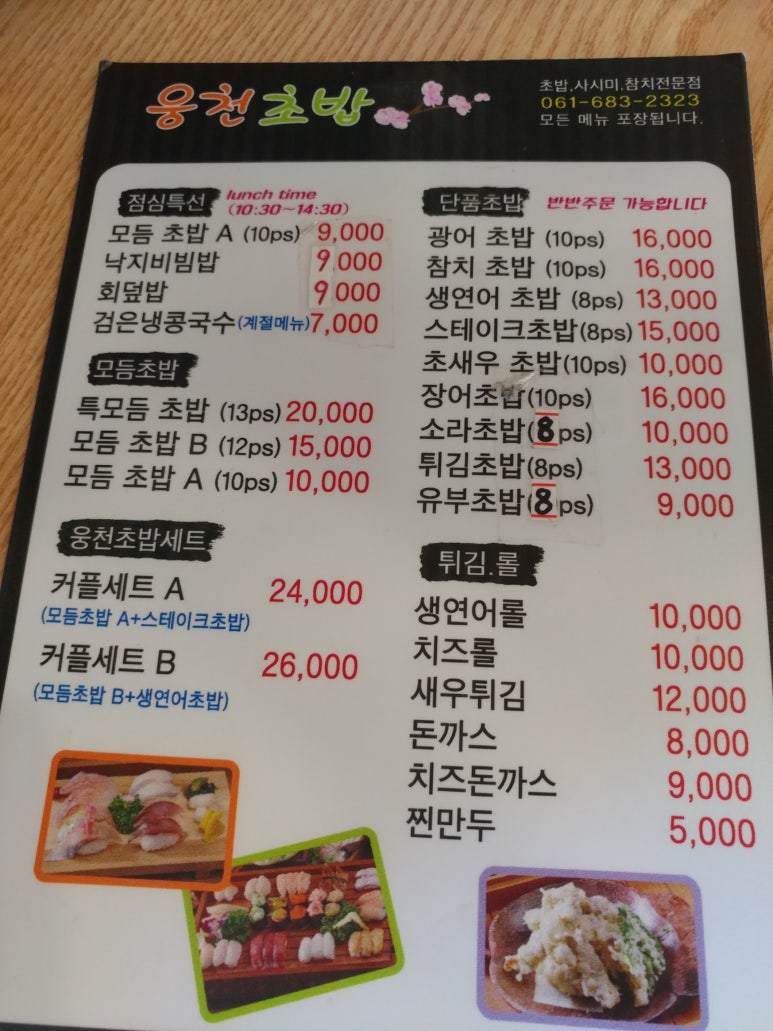 웅천초밥
초밥,사시미,참치전문점
061-683-2323
모든 메뉴 포장됩니다.
점심특선 lunch time
(10:30~14:30)
모듬 초밥 A (10ps) 9,000
낙지비빔밥 9,000
회덮밥 9,000
검은냉콩국수(계절메뉴) 7,000
모듬초밥
특모듬 초밥 (13ps) 20,000
모듬 초밥 B (12ps) 15,000
모듬 초밥 A (10ps) 10,000
웅천초밥세트
커플세트 A 24,000
(모듬초밥 A+스테이크초밥)
커플세트 B 26,000
(모듬초밥 B+생연어초밥)
단품초밥 반반주문 가능합니다
광어 초밥 (10ps) 16,000
참치 초밥 (10ps) 16,000
생연어 초밥 (8ps) 13,000
스테이크초밥(8ps) 15,000
초새우 초밥(10ps) 10,000
장어초밥(10ps) 16,000
소라초밥(8ps) 10,000
튀김초밥(8ps) 13,000
유부초밥(8ps) 9,000
튀김.롤
생연어롤 10,000
치즈롤 10,000
새우튀김 12,000
돈까스 8,000
치즈돈까스 9,000
찐만두 5,000